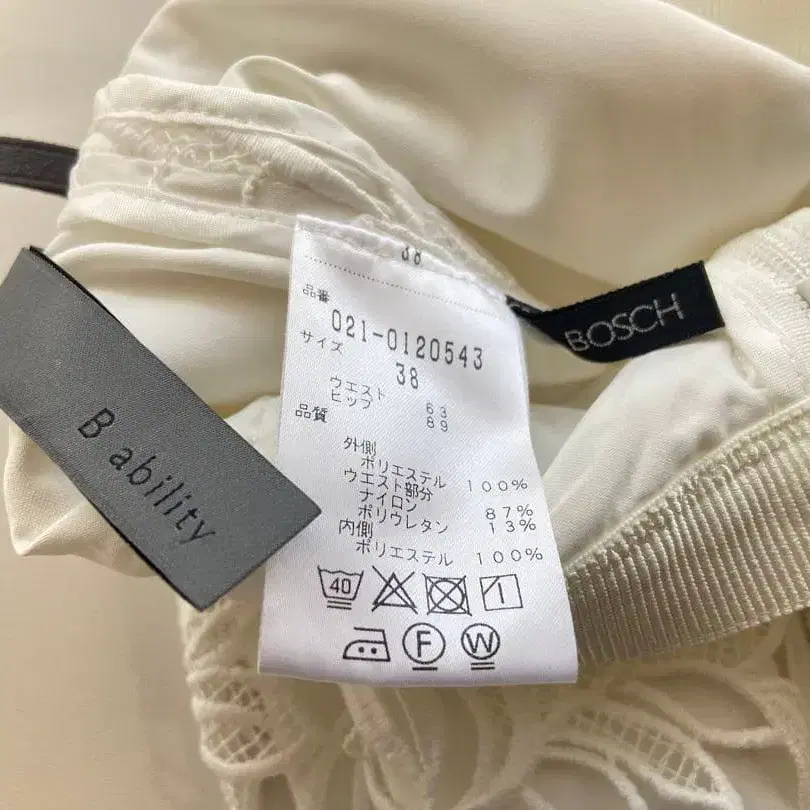 38
品番
021-0120543
サイズ
38
ウエスト 63
ヒップ 89
品質
外側
ポリエステル 100%
ウエスト部分
ナイロン 87%
ポリウレタン 13%
内側
ポリエステル 100%
40
F
W
BOSCH
B ability